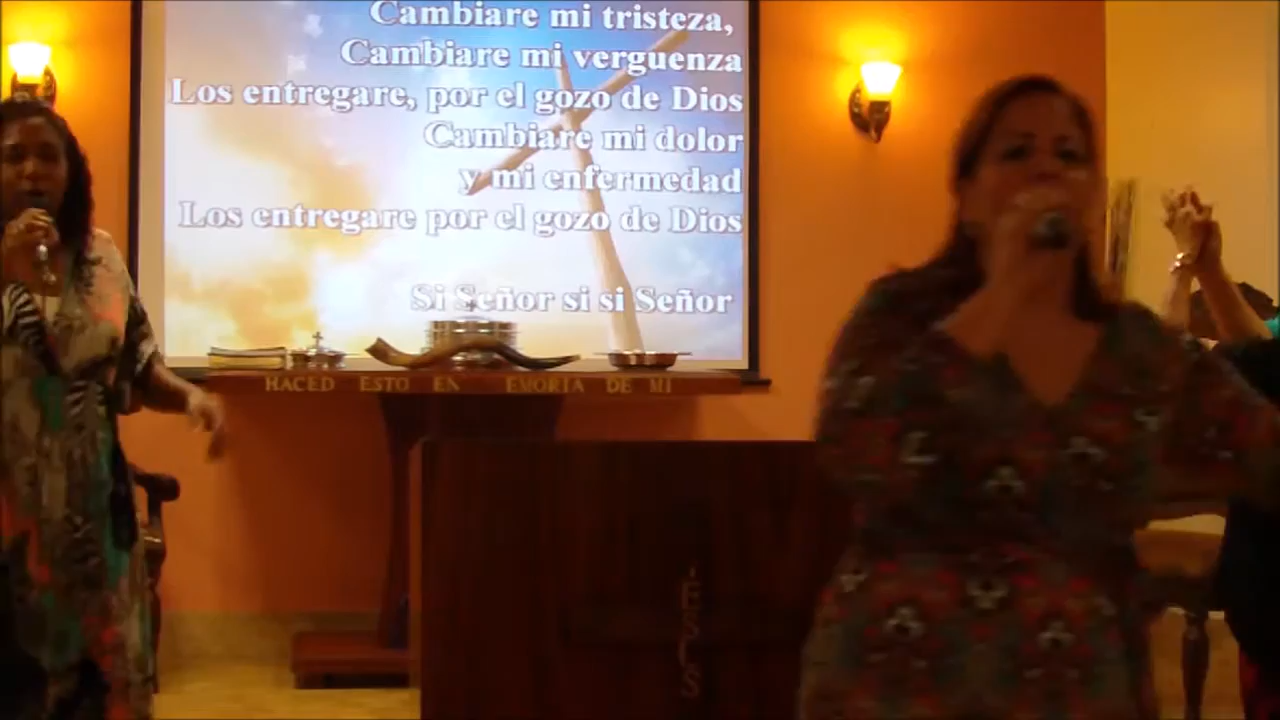 Cambiare mi tristeza,
Cambiare mi verguenza
Los entregare, por el gozo de Dios
Cambiare mi dolor
y mi enfermedad
Los entregare por el gozo de Dios
Si Señor si si Señor
HACED ESTO EN EMORIA DE MI
JESUS